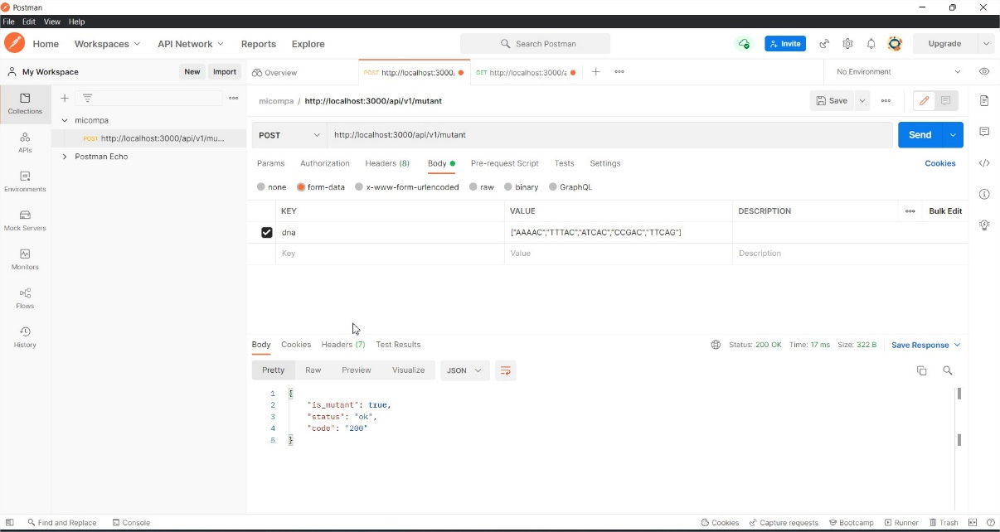 Postman
File Edit View Help
Home Workspaces API Network Reports Explore Search Postman Invite Upgrade
My Workspace New Import Overview POST http://localhost:3000, GET http://localhost:3000/a No Environment
Collections
APIs
Environments
Mock Servers
Monitors
Flows
History
micompa
POST http://localhost:3000/api/v1/mu...
Postman Echo
micompa / http://localhost:3000/api/v1/mutant Save
POST http://localhost:3000/api/v1/mutant Send
Params Authorization Headers (8) Body Pre-request Script Tests Settings Cookies
none form-data x-www-form-urlencoded raw binary GraphQL
KEY VALUE DESCRIPTION Bulk Edit
dna ["AAAAC","TTTAC","ATCAC","CCGAC","TTCAG"]
Key Value Description
Body Cookies Headers (7) Test Results Status: 200 OK Time: 17 ms Size: 322 B Save Response
Pretty Raw Preview Visualize JSON
1 {
2 "is_mutant": true,
3 "status": "ok",
4 "code": "200"
5 }
Find and Replace Console Cookies Capture requests Bootcamp Runner Trash